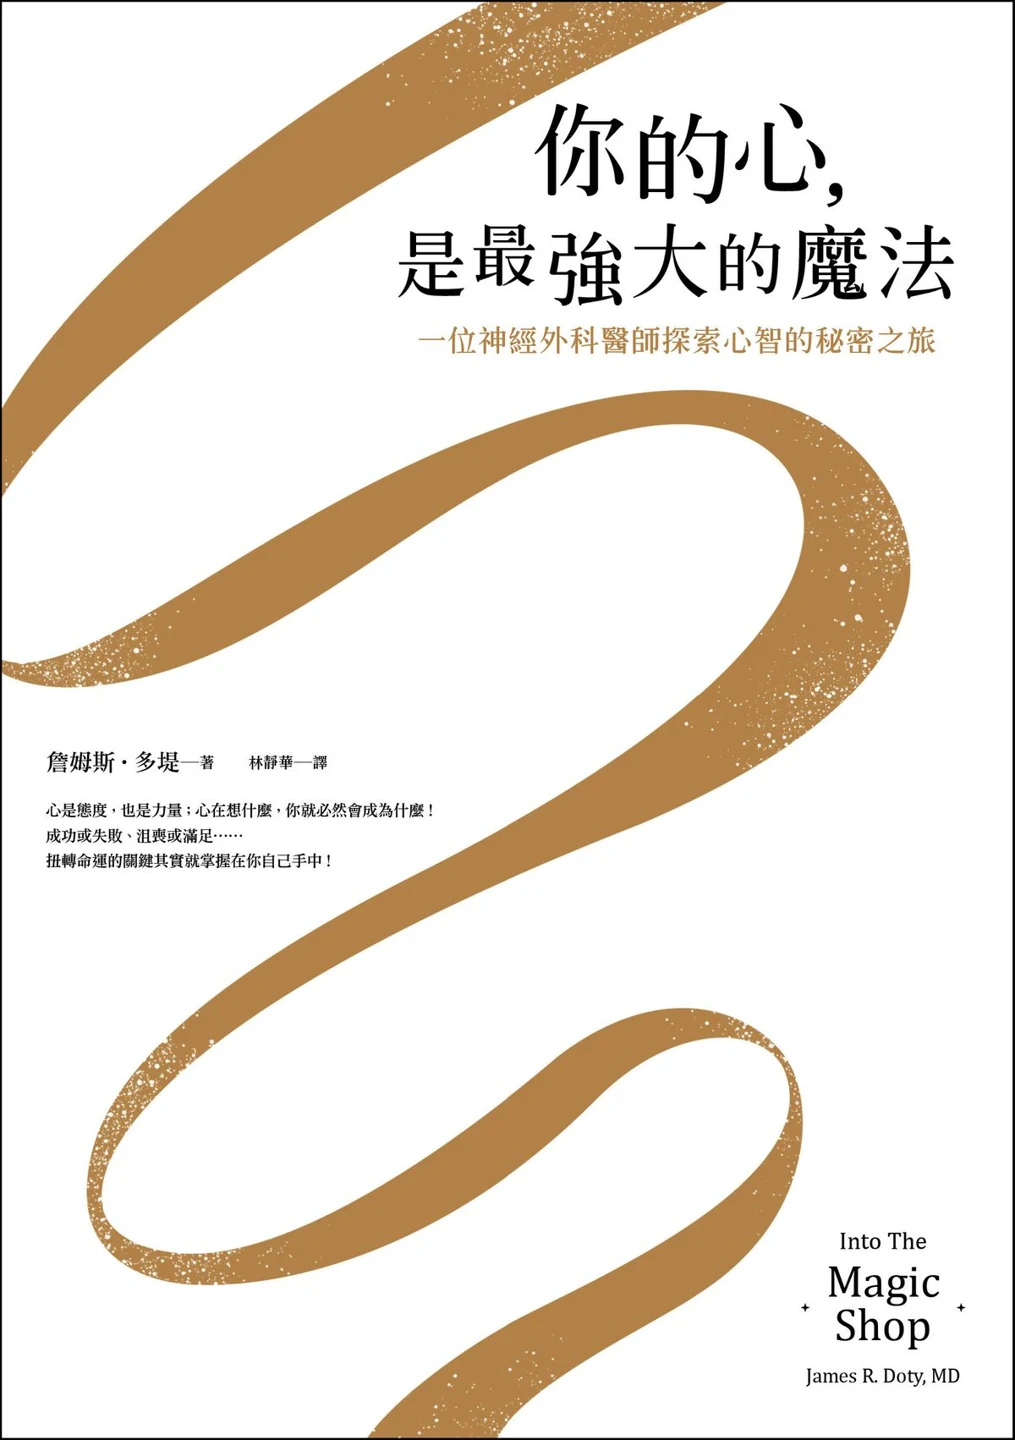 你的心，
是最強大的魔法
一位神經外科醫師探索心智的秘密之旅
詹姆斯·多堤─著　林靜華─譯
心是態度，也是力量；心在想什麼，你就必然會成為什麼！
成功或失敗、沮喪或滿足……
扭轉命運的關鍵其實就掌握在你自己手中！
Into The
Magic
Shop
James R. Doty, MD